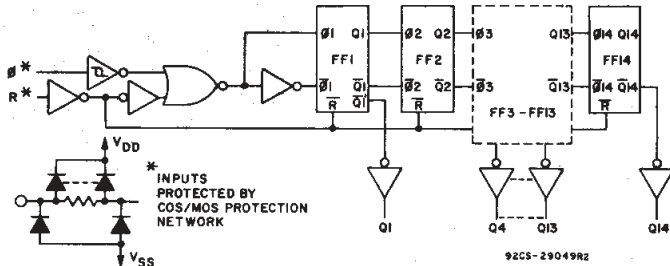 Ø1 Q1 Ø2 Q2 Ø3 Q13 Ø14 Q14
FF1 FF2 FF14
Ø*
R*
Ø̅1 Q̅1 Ø̅2 Q̅2 Ø̅3 Q̅13 Ø̅14 Q̅14
R̅ Q̅1 R̅ FF3-FF13 R̅
VDD
*
INPUTS
PROTECTED BY
COS/MOS PROTECTION
NETWORK
VSS
Q1 Q4 Q13 Q14
92CS-29049R2